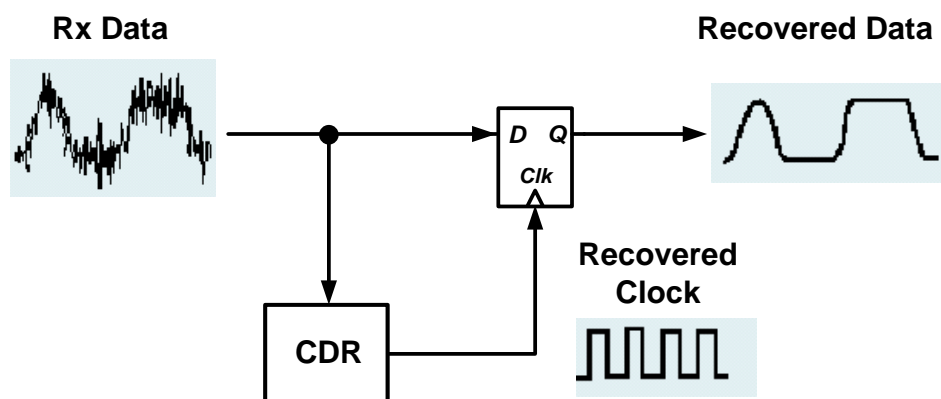 Rx Data
Recovered Data
D Q
Clk
Recovered
Clock
CDR